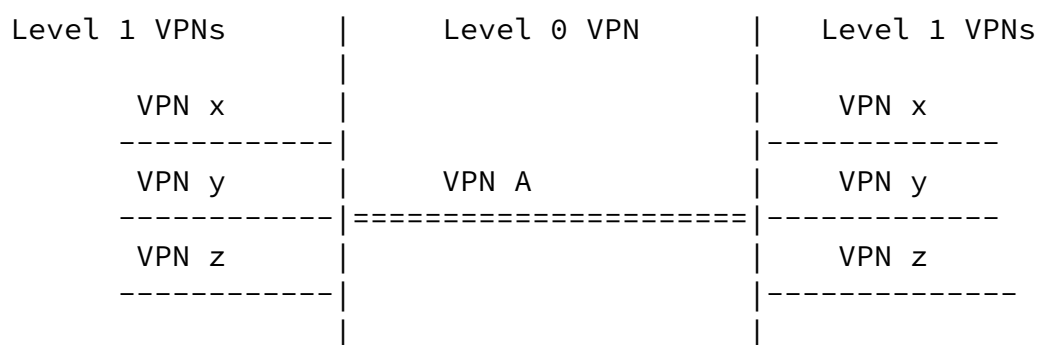 Level 1 VPNs | Level 0 VPN | Level 1 VPNs
| |
VPN x | | VPN x
------------| |-------------
VPN y | VPN A | VPN y
------------|======================|-------------
VPN z | | VPN z
------------| |--------------
| |